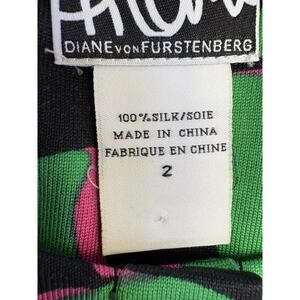 DIANE VON FURSTENBERG
100% SILK/SOIE
MADE IN CHINA
FABRIQUE EN CHINE
2